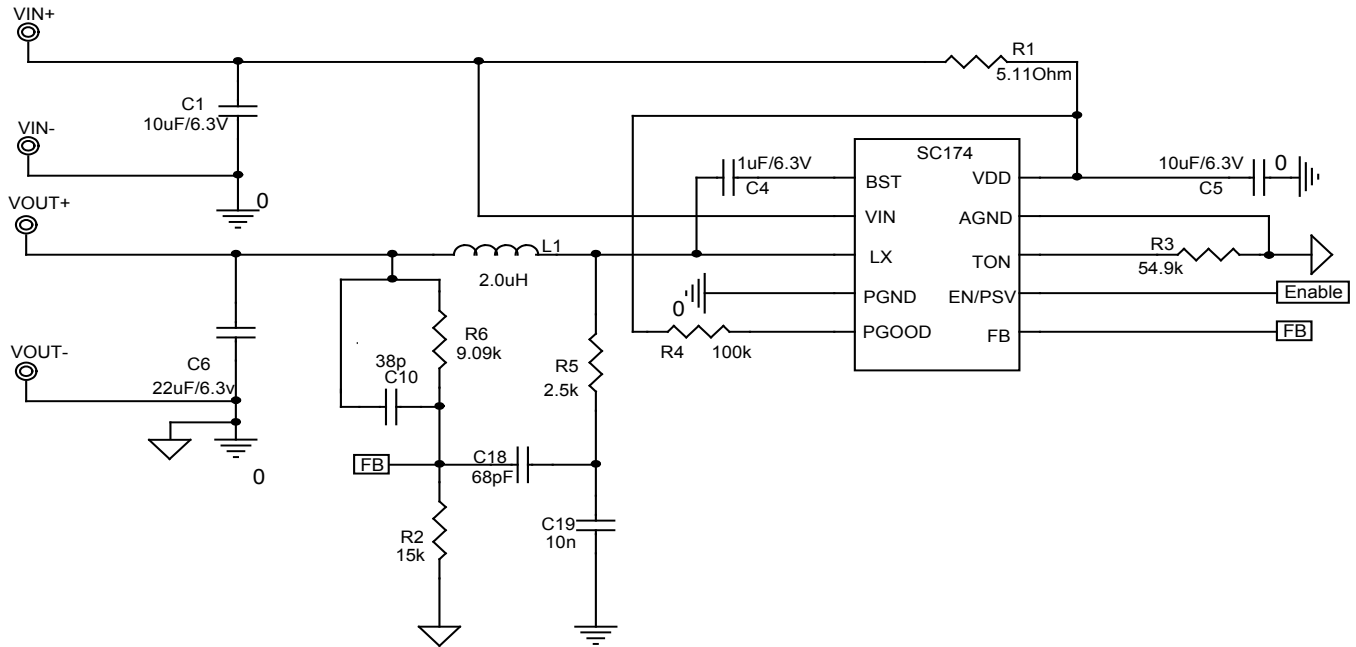 VIN+
R1
5.11Ohm
C1
10uF/6.3V
VIN-
SC174
1uF/6.3V
C4
BST
VDD
10uF/6.3V
0
C5
0
VOUT+
VIN
AGND
L1
2.0uH
LX
TON
R3
54.9k
PGND
EN/PSV
Enable
0
PGOOD
FB
FB
R4
100k
R6
9.09k
VOUT-
C6
22uF/6.3v
38p
C10
R5
2.5k
0
FB
C18
68pF
R2
15k
C19
10n